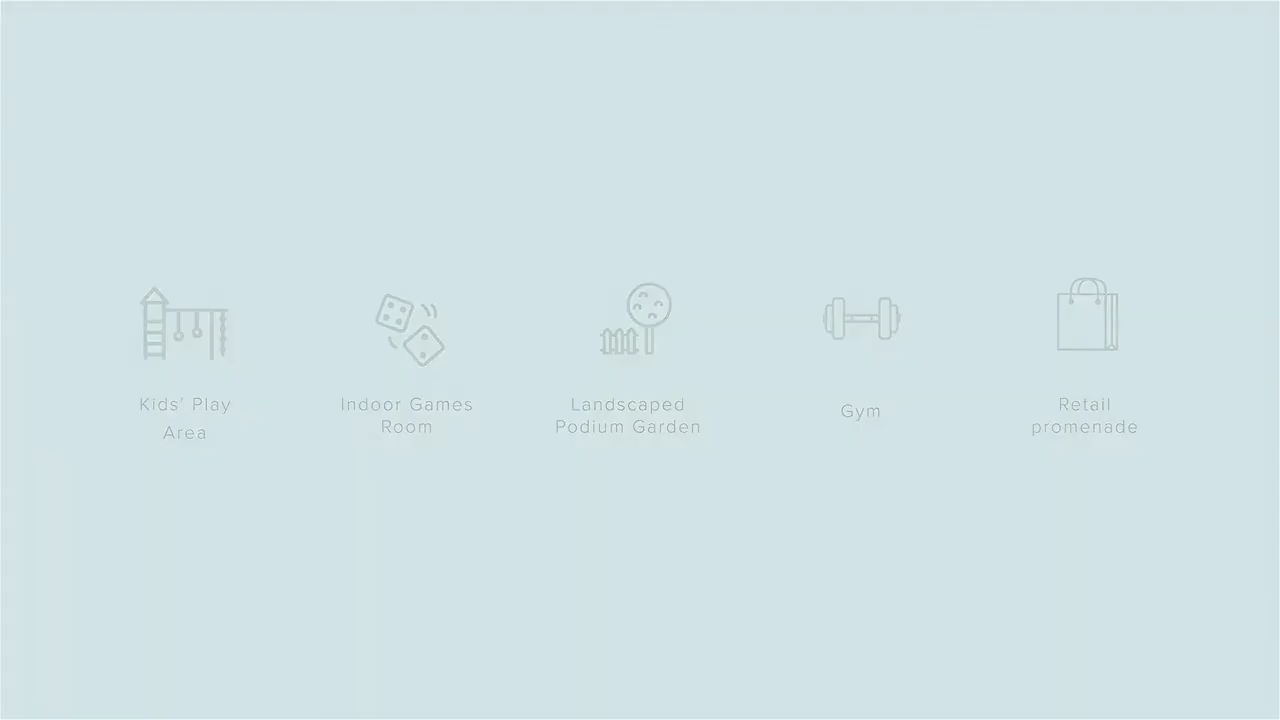 Kids' Play
Area
Indoor Games
Room
Landscaped
Podium Garden
Gym
Retail
promenade